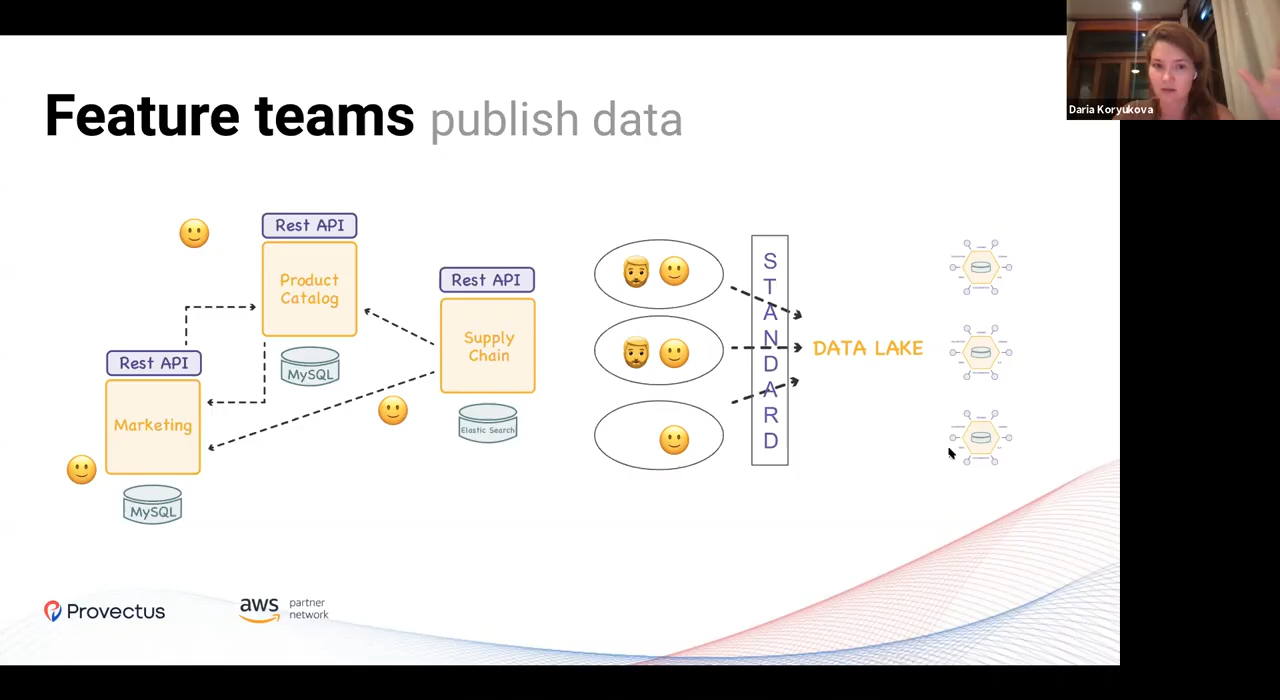 Daria Koryukova
Feature teams publish data
Rest API
Product
Catalog
MySQL
Rest API
Supply
Chain
Elastic Search
Rest API
Marketing
MySQL
STANDARD
DATA LAKE
Provectus
aws partner
network